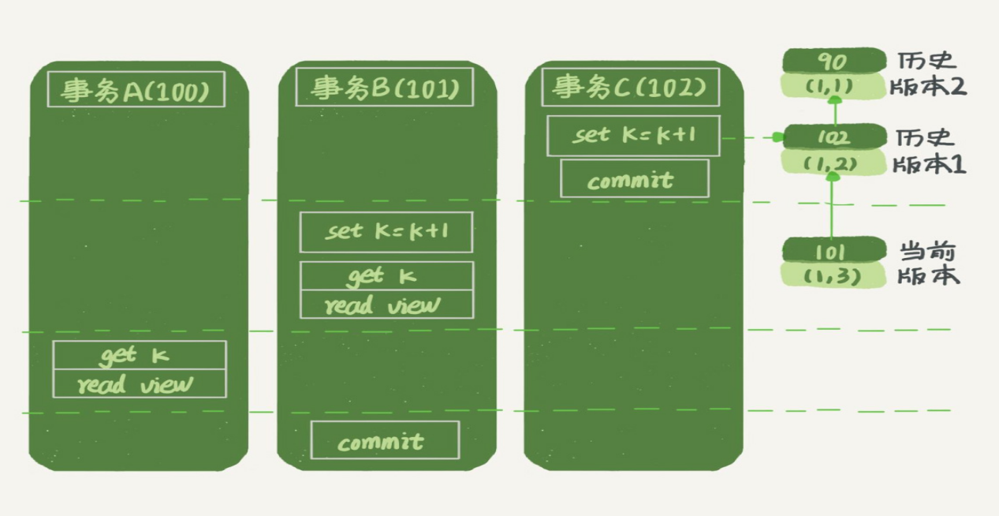 事务A(100)
get k
read view
事务B(101)
set k=k+1
get k
read view
commit
事务C(102)
set k=k+1
commit
90
(1,1)
历史
版本2
102
(1,2)
历史
版本1
101
(1,3)
当前
版本